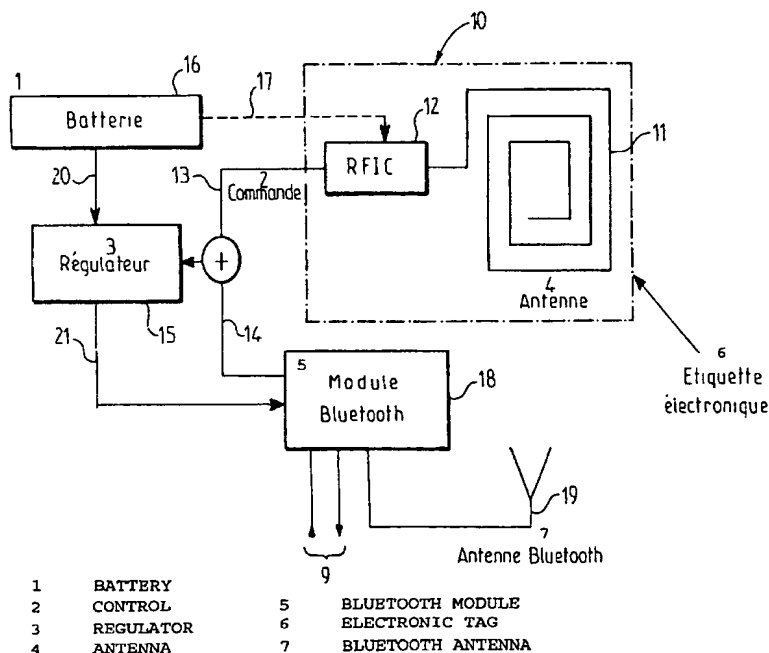 10
1
16
17
Batterie
12
11
RFIC
20
13
2
Commande
3
Régulateur
+
4
Antenne
21
15
14
5
Module
Bluetooth
18
6
Etiquette
électronique
19
7
Antenne Bluetooth
9
1 BATTERY
2 CONTROL
3 REGULATOR
4 ANTENNA
5 BLUETOOTH MODULE
6 ELECTRONIC TAG
7 BLUETOOTH ANTENNA